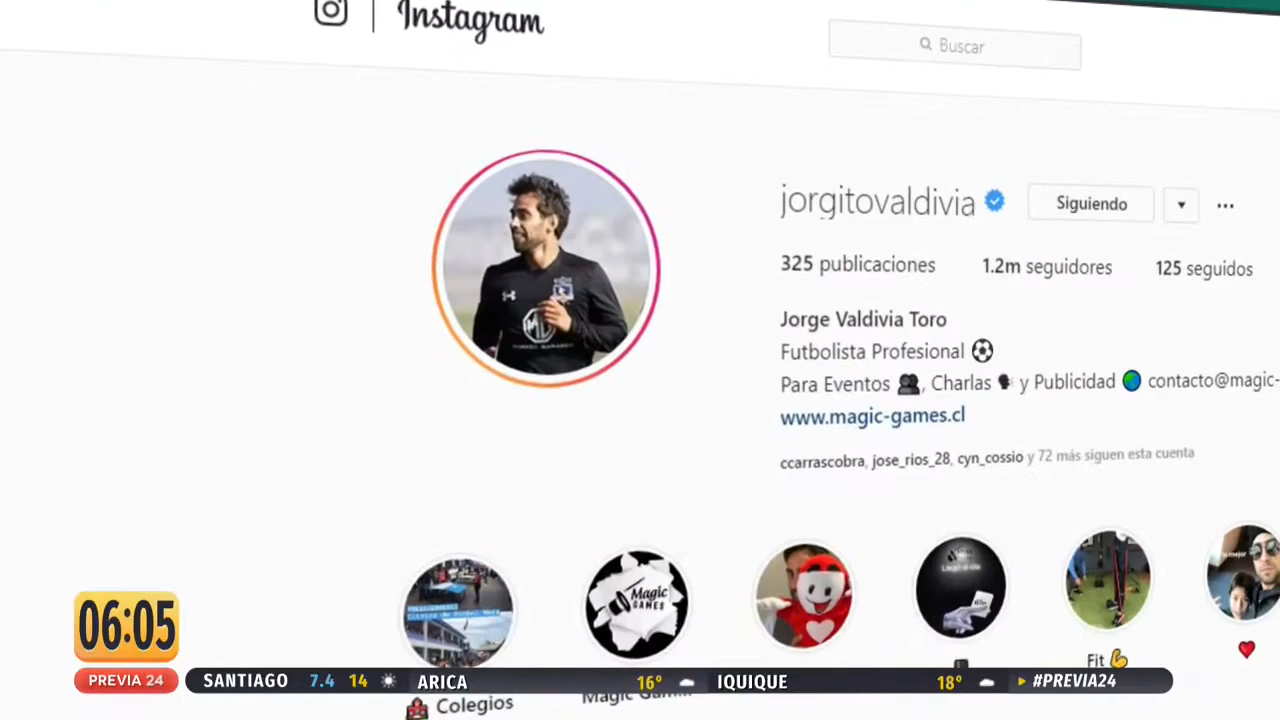 Instagram
Buscar
jorgitovaldivia
Siguiendo
325 publicaciones
1.2m seguidores
125 seguidos
Jorge Valdivia Toro
Futbolista Profesional
Para Eventos , Charlas y Publicidad contacto@magic-
www.magic-games.cl
ccarrascobra, jose_rios_28, cyn_cossio y 72 más siguen esta cuenta
Magic
GAMES
Fit
Colegios
06:05
PREVIA 24
SANTIAGO 7.4 14 ARICA 16° IQUIQUE 18° #PREVIA24